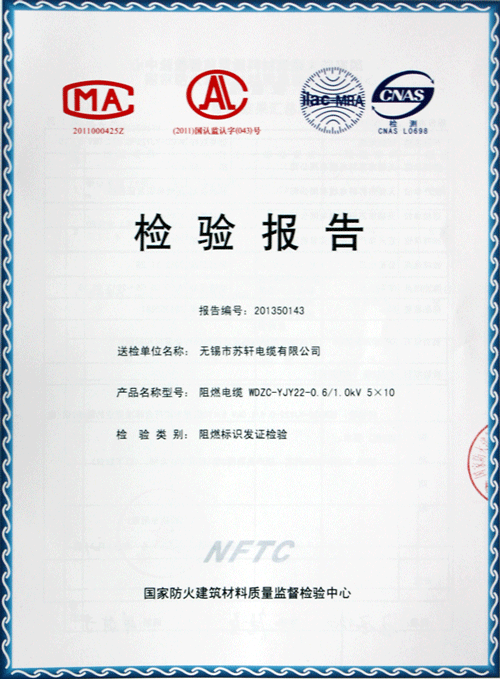 MA
2011000425Z
CAL
(2011)国认监认字(043)号
ilac-MRA
CNAS
检 测
CNAS L0698
检 验 报 告
报告编号: 201350143
送检单位名称: 无锡市苏轩电缆有限公司
产品名称型号: 阻燃电缆 WDZC-YJY22-0.6/1.0kV 5×10
检 验 类 别: 阻燃标识发证检验
NFTC
国家防火建筑材料质量监督检验中心